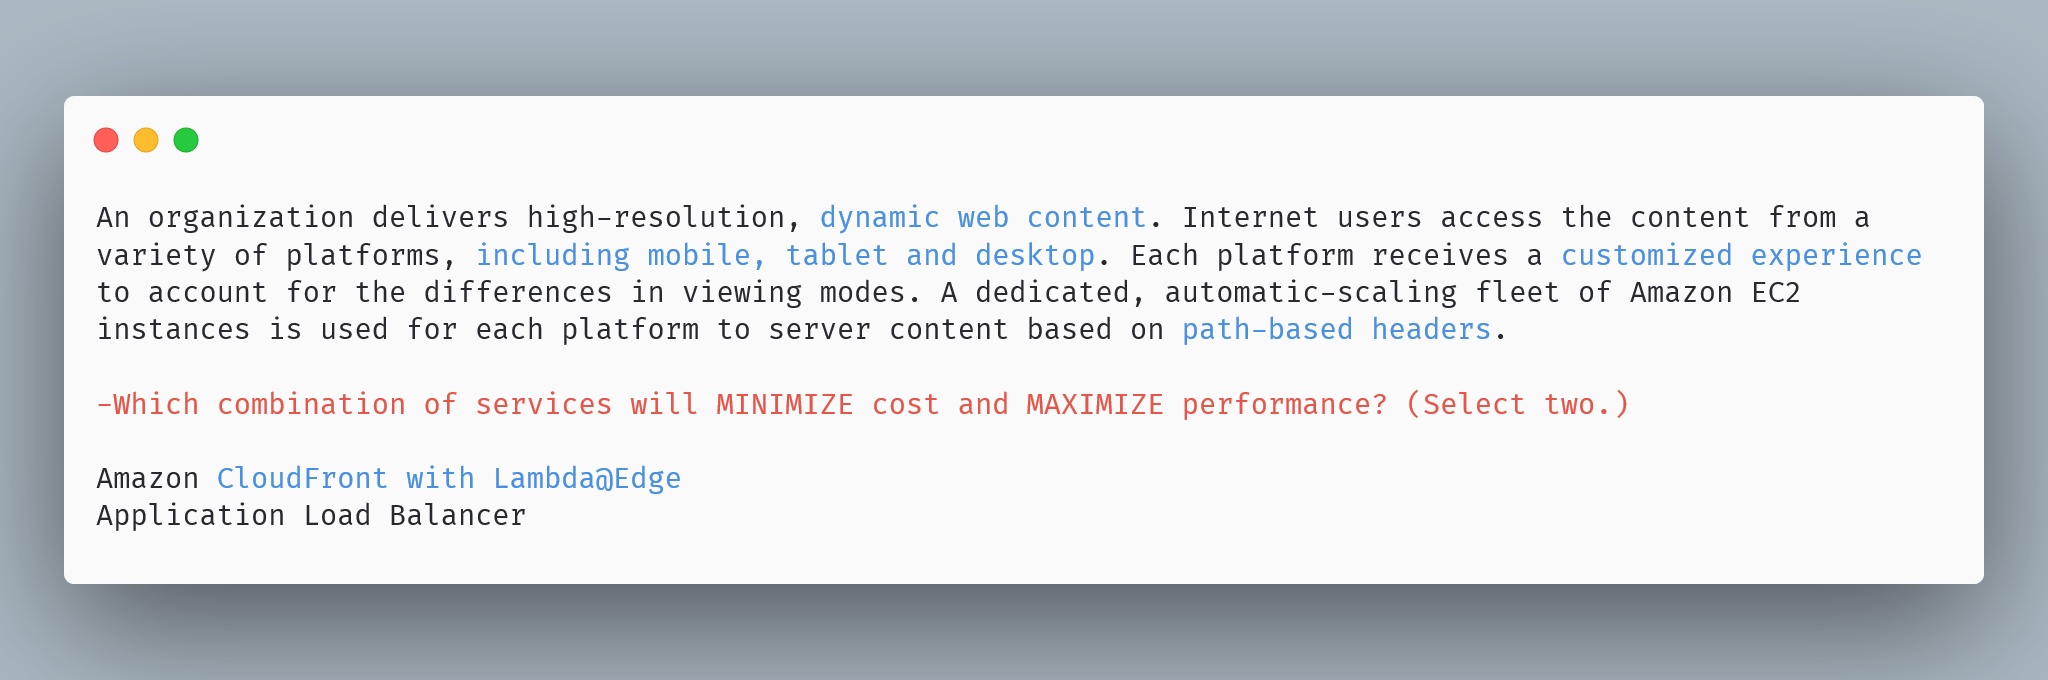 An organization delivers high-resolution, dynamic web content. Internet users access the content from a
variety of platforms, including mobile, tablet and desktop. Each platform receives a customized experience
to account for the differences in viewing modes. A dedicated, automatic-scaling fleet of Amazon EC2
instances is used for each platform to server content based on path-based headers.
-Which combination of services will MINIMIZE cost and MAXIMIZE performance? (Select two.)
Amazon CloudFront with Lambda@Edge
Application Load Balancer